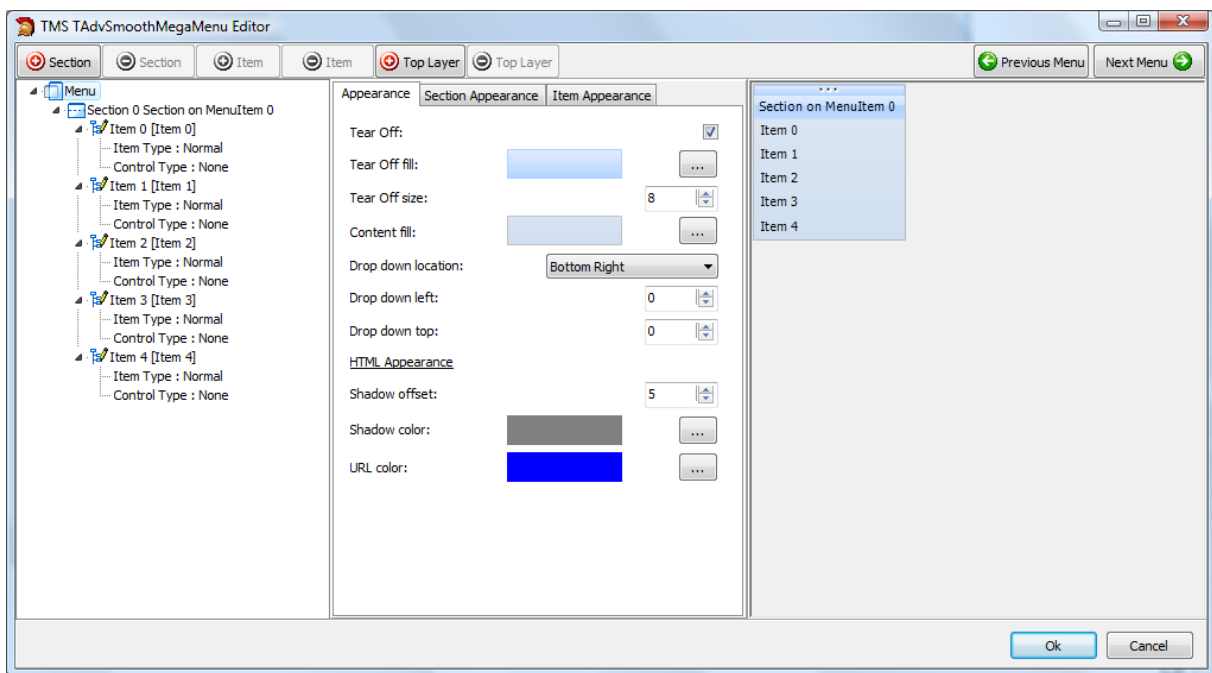 TMS TAdvSmoothMegaMenu Editor
Section
Section
Item
Item
Top Layer
Top Layer
Previous Menu
Next Menu
Menu
Section 0 Section on MenuItem 0
Item 0 [Item 0]
Item Type : Normal
Control Type : None
Item 1 [Item 1]
Item Type : Normal
Control Type : None
Item 2 [Item 2]
Item Type : Normal
Control Type : None
Item 3 [Item 3]
Item Type : Normal
Control Type : None
Item 4 [Item 4]
Item Type : Normal
Control Type : None
Appearance
Section Appearance
Item Appearance
Tear Off:
Tear Off fill:
...
Tear Off size:
8
Content fill:
...
Drop down location:
Bottom Right
Drop down left:
0
Drop down top:
0
HTML Appearance
Shadow offset:
5
Shadow color:
...
URL color:
...
Section on MenuItem 0
Item 0
Item 1
Item 2
Item 3
Item 4
Ok
Cancel